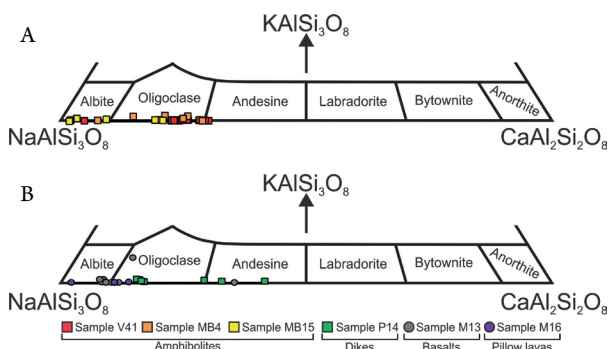 A
KAlSi₃O₈
Albite Oligoclase Andesine Labradorite Bytownite Anorthite
NaAlSi₃O₈ CaAl₂Si₂O₈
B
KAlSi₃O₈
Albite Oligoclase Andesine Labradorite Bytownite Anorthite
NaAlSi₃O₈ CaAl₂Si₂O₈
Sample V41 Sample MB4 Sample MB15 Sample P14 Sample M13 Sample M16
Amphibolites Dikes Basalts Pillow lavas